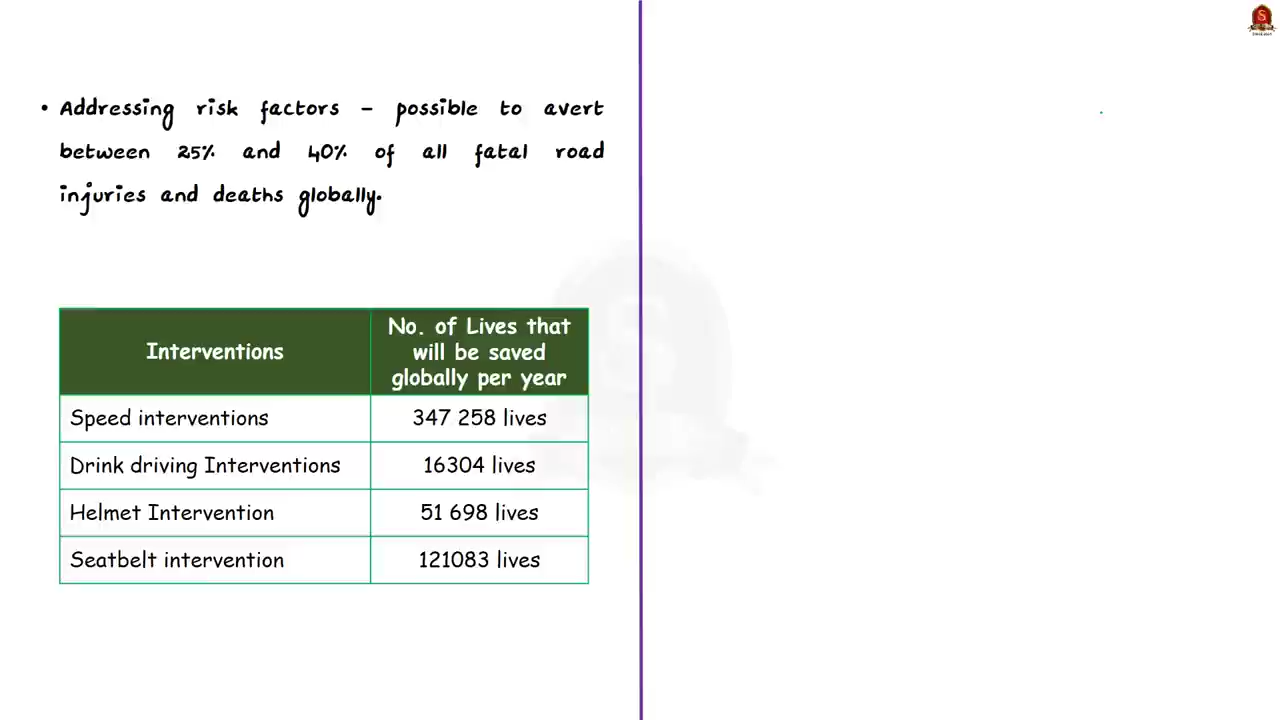 • Addressing risk factors – possible to avert
between 25% and 40% of all fatal road
injuries and deaths globally.
Interventions
No. of Lives that
will be saved
globally per year
Speed interventions 347 258 lives
Drink driving Interventions 16304 lives
Helmet Intervention 51 698 lives
Seatbelt intervention 121083 lives